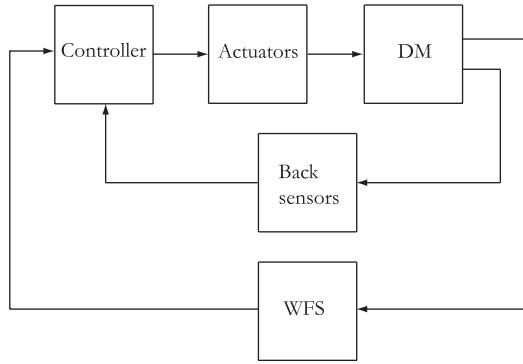 Controller
Actuators
DM
Back
sensors
WFS